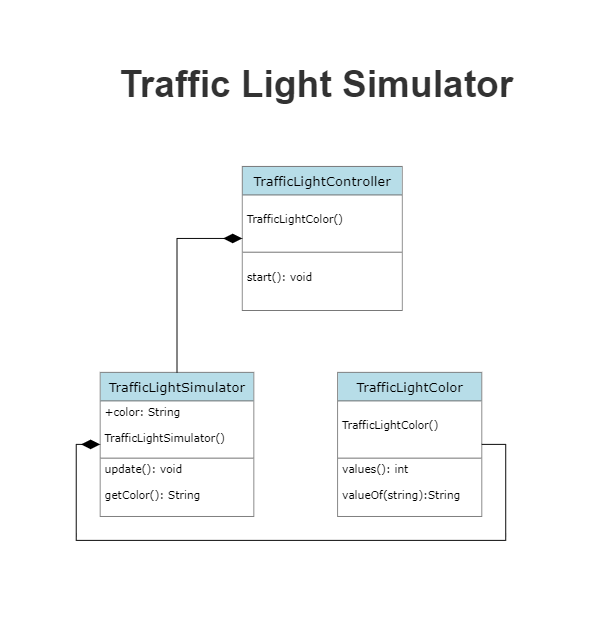 Traffic Light Simulator
TrafficLightController
TrafficLightColor()
start(): void
TrafficLightSimulator
+color: String
TrafficLightSimulator()
update(): void
getColor(): String
TrafficLightColor
TrafficLightColor()
values(): int
valueOf(string):String